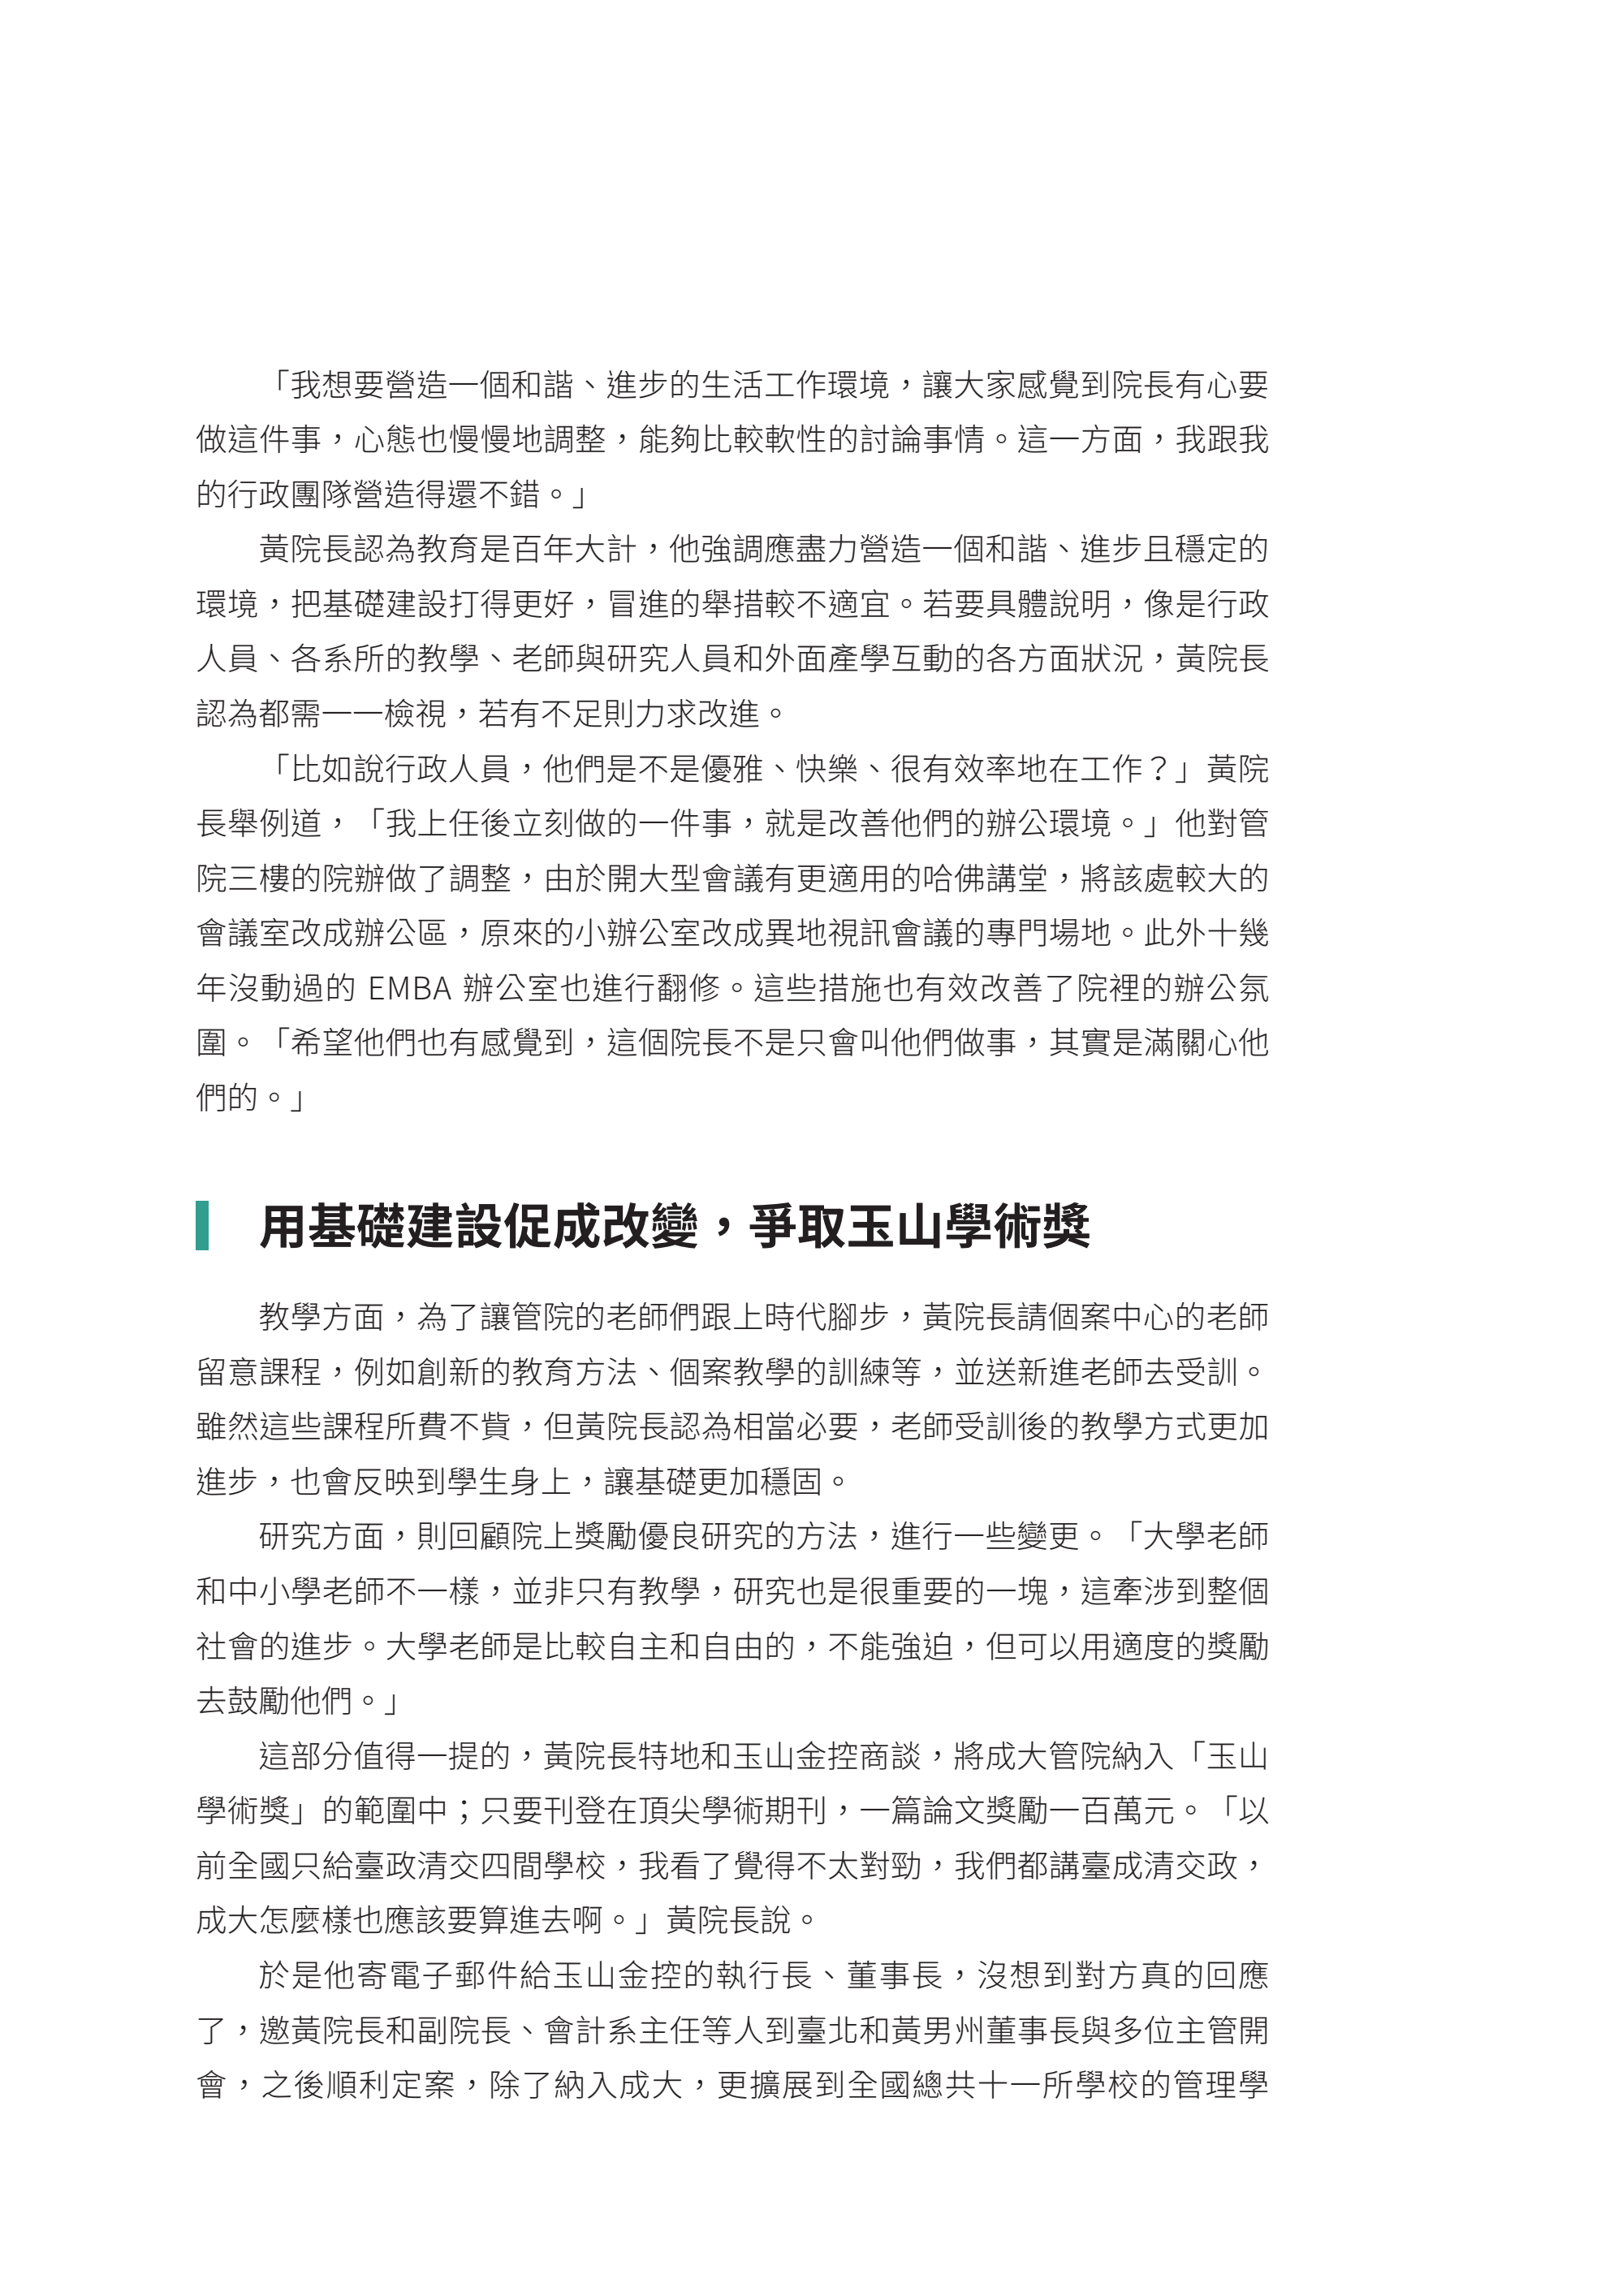 「我想要營造一個和諧、進步的生活工作環境，讓大家感覺到院長有心要
做這件事，心態也慢慢地調整，能夠比較軟性的討論事情。這一方面，我跟我
的行政團隊營造得還不錯。」
黃院長認為教育是百年大計，他強調應盡力營造一個和諧、進步且穩定的
環境，把基礎建設打得更好，冒進的舉措較不適宜。若要具體說明，像是行政
人員、各系所的教學、老師與研究人員和外面產學互動的各方面狀況，黃院長
認為都需一一檢視，若有不足則力求改進。
「比如說行政人員，他們是不是優雅、快樂、很有效率地在工作？」黃院
長舉例道，「我上任後立刻做的一件事，就是改善他們的辦公環境。」他對管
院三樓的院辦做了調整，由於開大型會議有更適用的哈佛講堂，將該處較大的
會議室改成辦公區，原來的小辦公室改成異地視訊會議的專門場地。此外十幾
年沒動過的 EMBA 辦公室也進行翻修。這些措施也有效改善了院裡的辦公氛
圍。「希望他們也有感覺到，這個院長不是只會叫他們做事，其實是滿關心他
們的。」
用基礎建設促成改變，爭取玉山學術獎
教學方面，為了讓管院的老師們跟上時代腳步，黃院長請個案中心的老師
留意課程，例如創新的教育方法、個案教學的訓練等，並送新進老師去受訓。
雖然這些課程所費不貲，但黃院長認為相當必要，老師受訓後的教學方式更加
進步，也會反映到學生身上，讓基礎更加穩固。
研究方面，則回顧院上獎勵優良研究的方法，進行一些變更。「大學老師
和中小學老師不一樣，並非只有教學，研究也是很重要的一塊，這牽涉到整個
社會的進步。大學老師是比較自主和自由的，不能強迫，但可以用適度的獎勵
去鼓勵他們。」
這部分值得一提的，黃院長特地和玉山金控商談，將成大管院納入「玉山
學術獎」的範圍中；只要刊登在頂尖學術期刊，一篇論文獎勵一百萬元。「以
前全國只給臺政清交四間學校，我看了覺得不太對勁，我們都講臺成清交政，
成大怎麼樣也應該要算進去啊。」黃院長說。
於是他寄電子郵件給玉山金控的執行長、董事長，沒想到對方真的回應
了，邀黃院長和副院長、會計系主任等人到臺北和黃男州董事長與多位主管開
會，之後順利定案，除了納入成大，更擴展到全國總共十一所學校的管理學